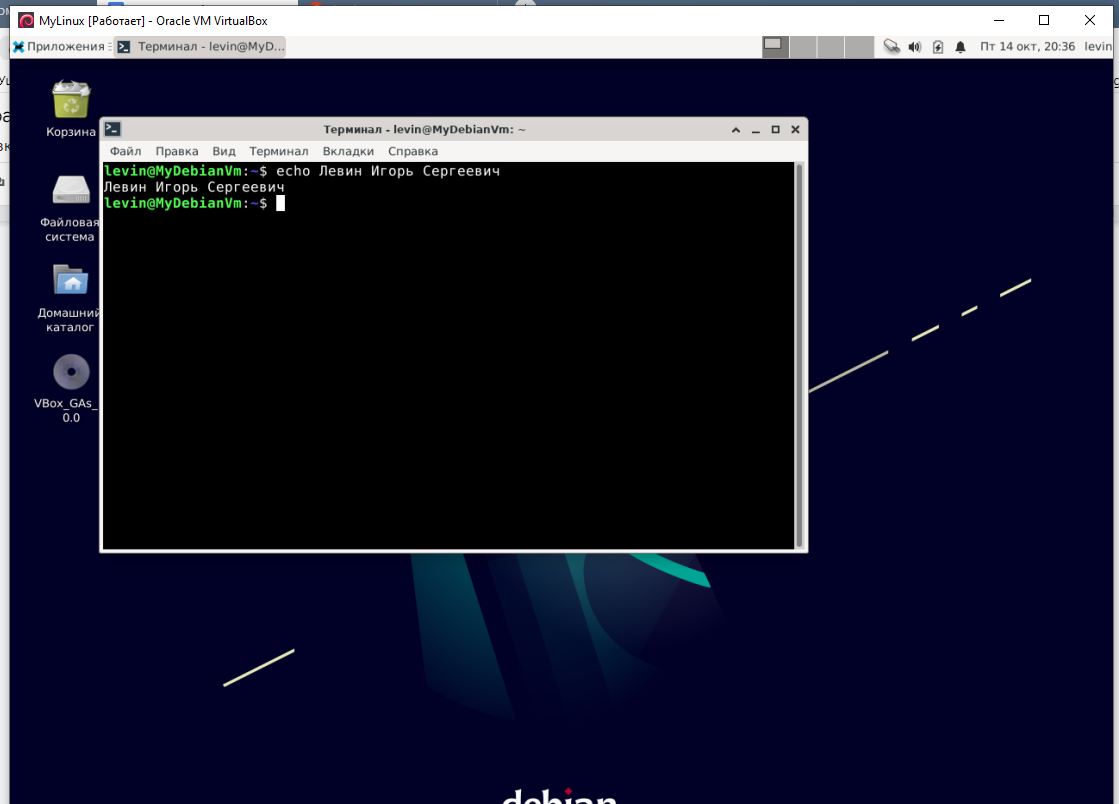 MyLinux [Работает] - Oracle VM VirtualBox
Приложения
Терминал - levin@MyD...
Пт 14 окт, 20:36
levin
Корзина
Терминал - levin@MyDebianVm: ~
Файл Правка Вид Терминал Вкладки Справка
levin@MyDebianVm:~$ echo Левин Игорь Сергеевич
Левин Игорь Сергеевич
levin@MyDebianVm:~$
Файловая
система
Домашний
каталог
VBox_GAs_
0.0
debian